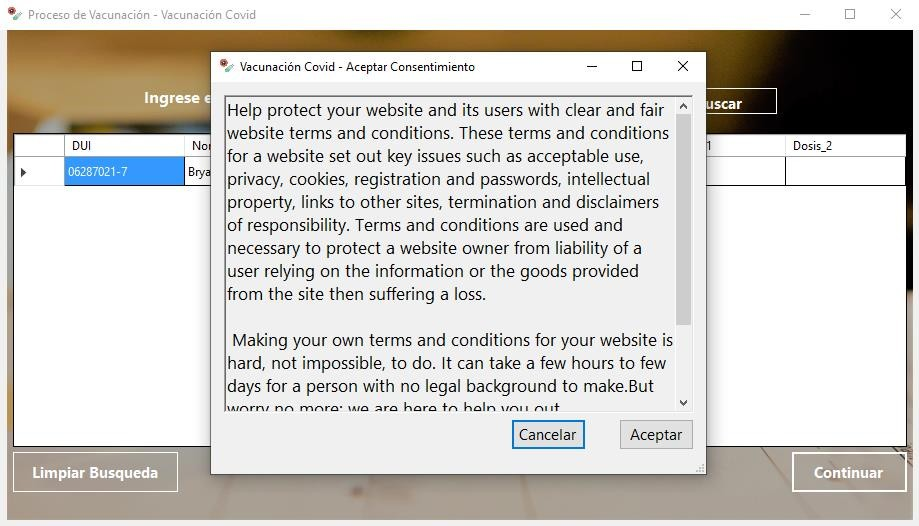 Proceso de Vacunación - Vacunación Covid
Vacunación Covid - Aceptar Consentimiento
Ingrese e
uscar
DUI
No
1
Dosis_2
06287021-7
Brya
Help protect your website and its users with clear and fair
website terms and conditions. These terms and conditions
for a website set out key issues such as acceptable use,
privacy, cookies, registration and passwords, intellectual
property, links to other sites, termination and disclaimers
of responsibility. Terms and conditions are used and
necessary to protect a website owner from liability of a
user relying on the information or the goods provided
from the site then suffering a loss.
Making your own terms and conditions for your website is
hard, not impossible, to do. It can take a few hours to few
days for a person with no legal background to make.But
worry no more; we are here to help you out.
Cancelar
Aceptar
Limpiar Busqueda
Continuar